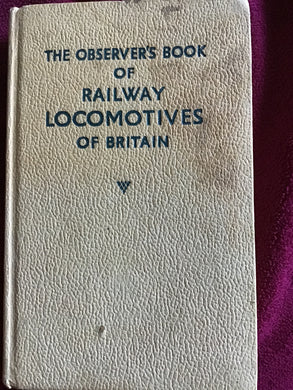 THE OBSERVER'S BOOK
OF
RAILWAY
LOCOMOTIVES
OF BRITAIN